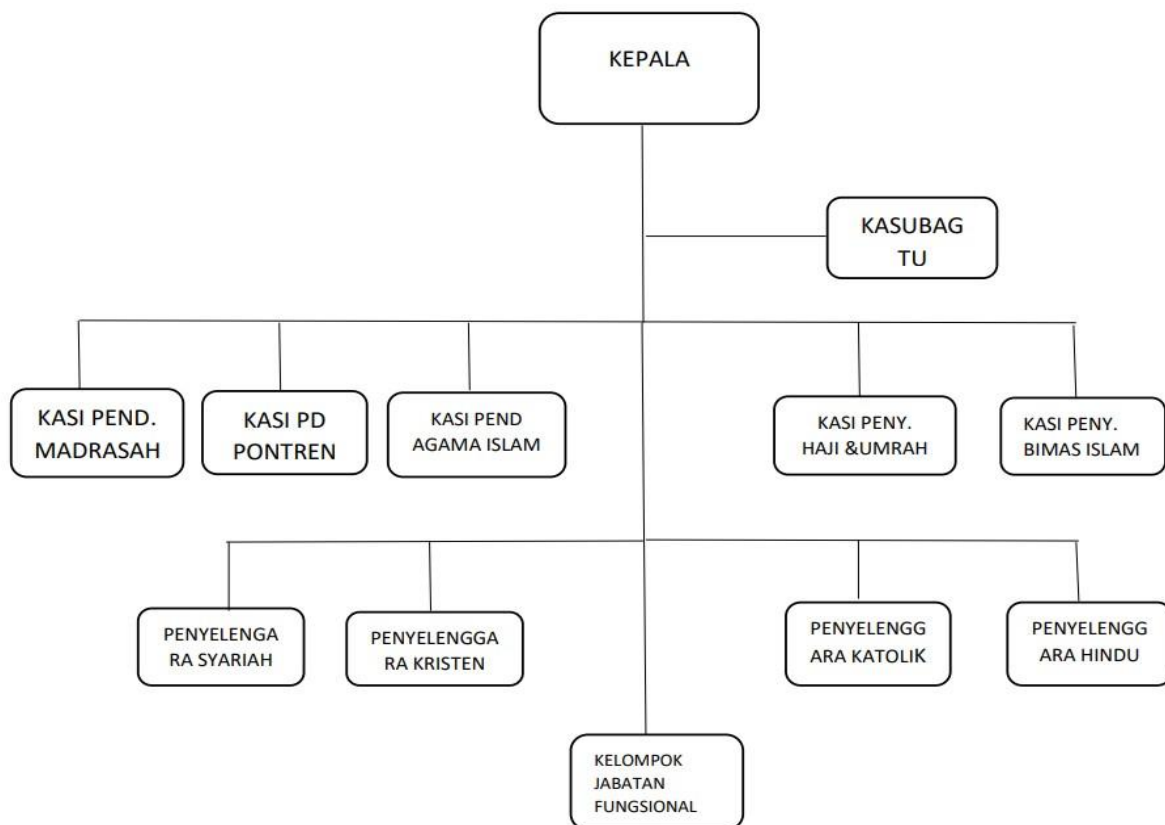 KEPALA
KASUBAG
TU
KASI PEND.
MADRASAH
KASI PD
PONTREN
KASI PEND
AGAMA ISLAM
KASI PENY.
HAJI &UMRAH
KASI PENY.
BIMAS ISLAM
PENYELENGA
RA SYARIAH
PENYELENGGA
RA KRISTEN
PENYELENGG
ARA KATOLIK
PENYELENGG
ARA HINDU
KELOMPOK
JABATAN
FUNGSIONAL